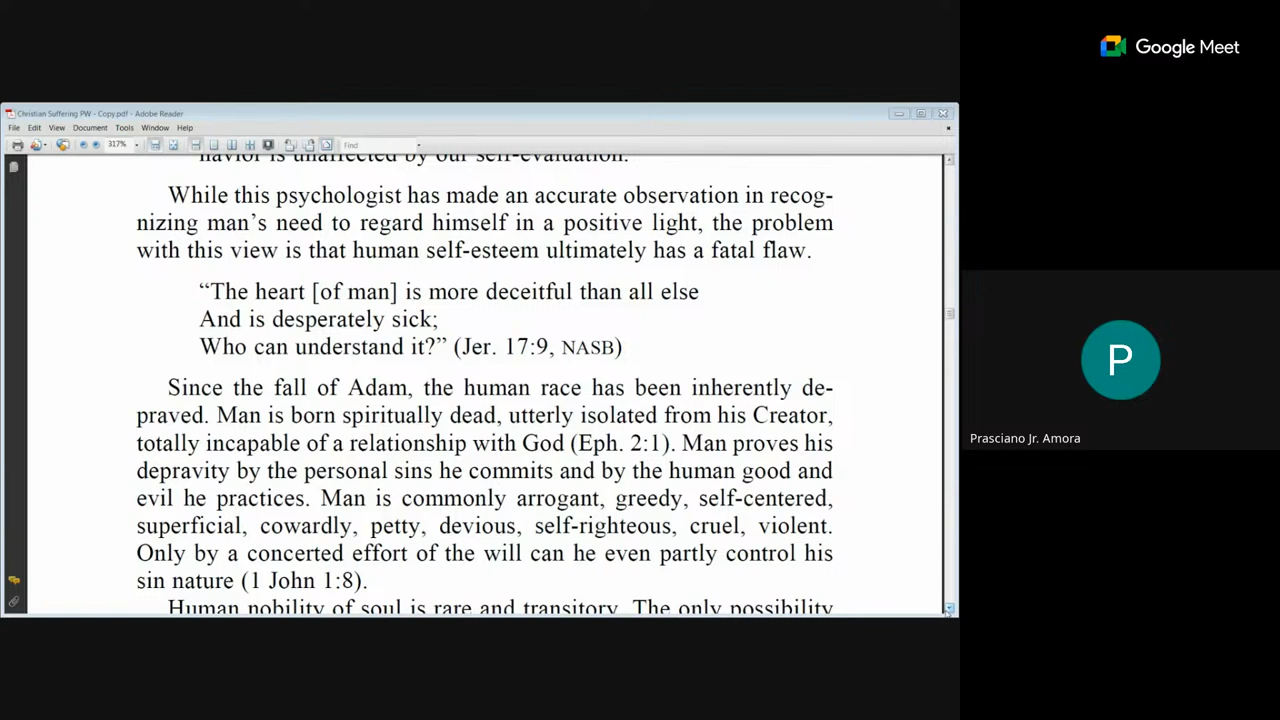 Google Meet
Christian Suffering PW - Copy.pdf - Adobe Reader
File Edit View Document Tools Window Help
317%
Find
havior is unaffected by our self-evaluation.
While this psychologist has made an accurate observation in recog-
nizing man's need to regard himself in a positive light, the problem
with this view is that human self-esteem ultimately has a fatal flaw.
“The heart [of man] is more deceitful than all else
And is desperately sick;
Who can understand it?” (Jer. 17:9, NASB)
Since the fall of Adam, the human race has been inherently de-
praved. Man is born spiritually dead, utterly isolated from his Creator,
totally incapable of a relationship with God (Eph. 2:1). Man proves his
depravity by the personal sins he commits and by the human good and
evil he practices. Man is commonly arrogant, greedy, self-centered,
superficial, cowardly, petty, devious, self-righteous, cruel, violent.
Only by a concerted effort of the will can he even partly control his
sin nature (1 John 1:8).
Human nobility of soul is rare and transitory. The only possibility
P
Prasciano Jr. Amora